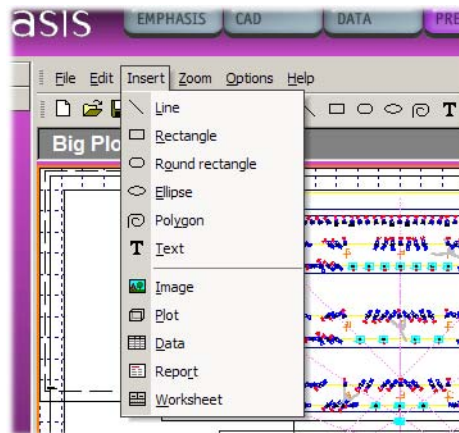 asis
EMPHASIS CAD DATA
File Edit Insert Zoom Options Help
Line
Rectangle
Round rectangle
Ellipse
Polygon
Text
Image
Plot
Data
Report
Worksheet
T
Big Plo